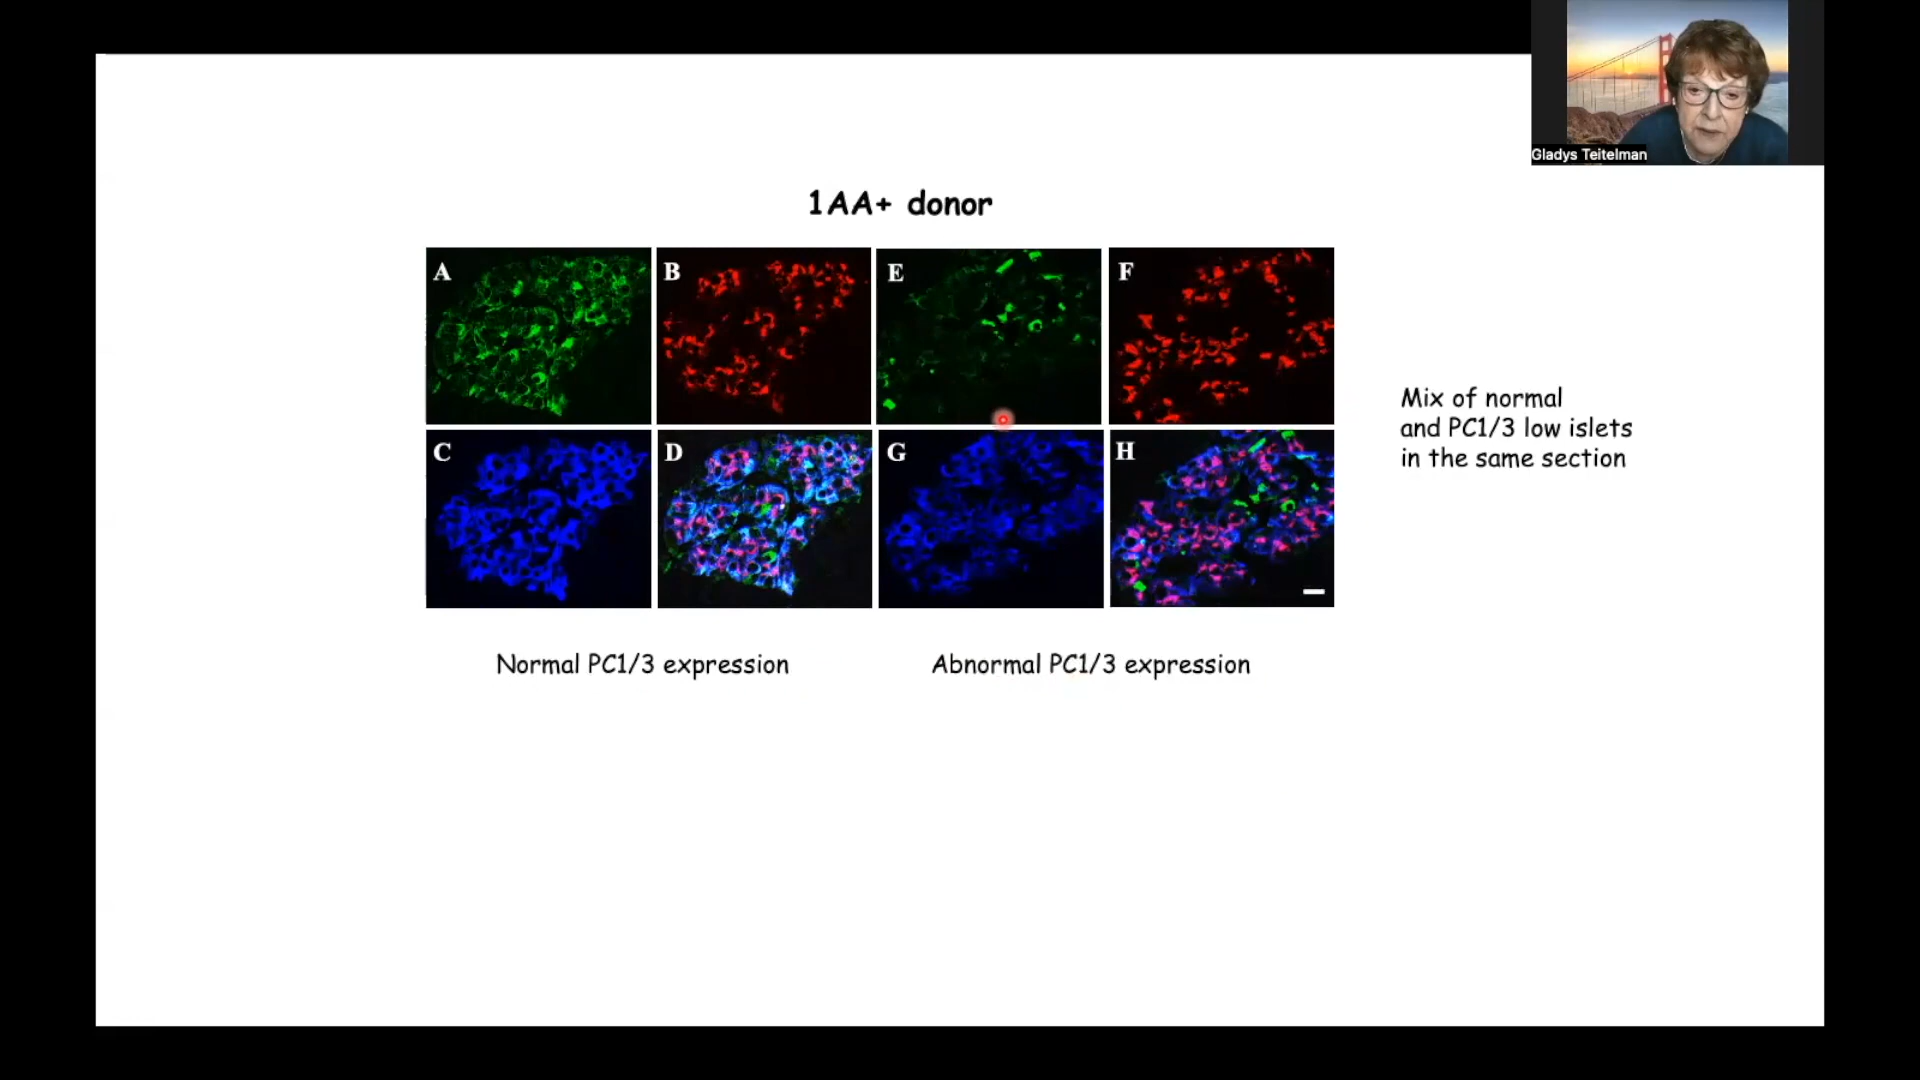 Gladys Teitelman
1AA+ donor
A
B
E
F
C
D
G
H
Mix of normal
and PC1/3 low islets
in the same section
Normal PC1/3 expression
Abnormal PC1/3 expression